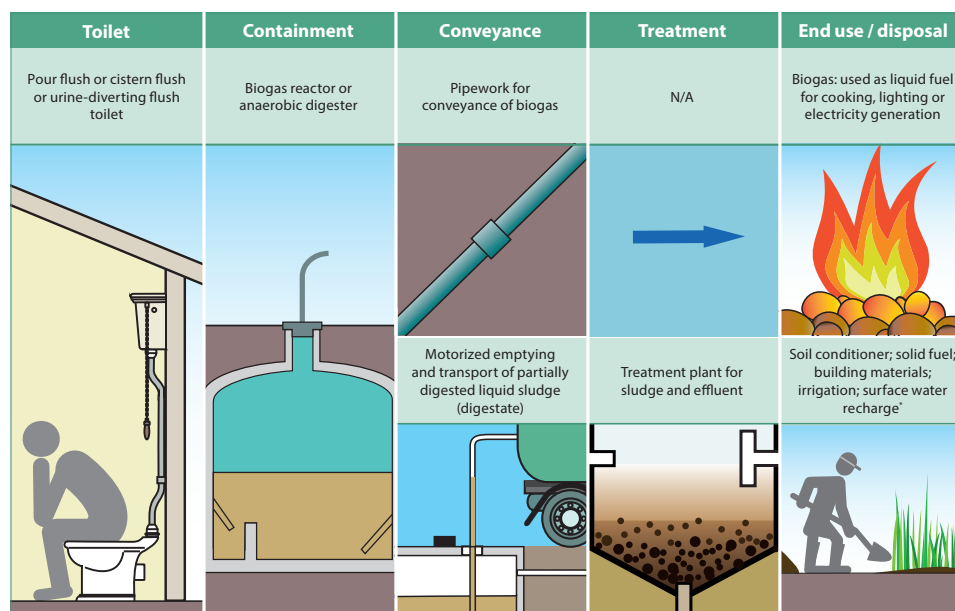 Toilet
Containment
Conveyance
Treatment
End use / disposal
Pour flush or cistern flush
or urine-diverting flush
toilet
Biogas reactor or
anaerobic digester
Pipework for
conveyance of biogas
N/A
Biogas: used as liquid fuel
for cooking, lighting or
electricity generation
Motorized emptying
and transport of partially
digested liquid sludge
(digestate)
Treatment plant for
sludge and effluent
Soil conditioner; solid fuel;
building materials;
irrigation; surface water
recharge*